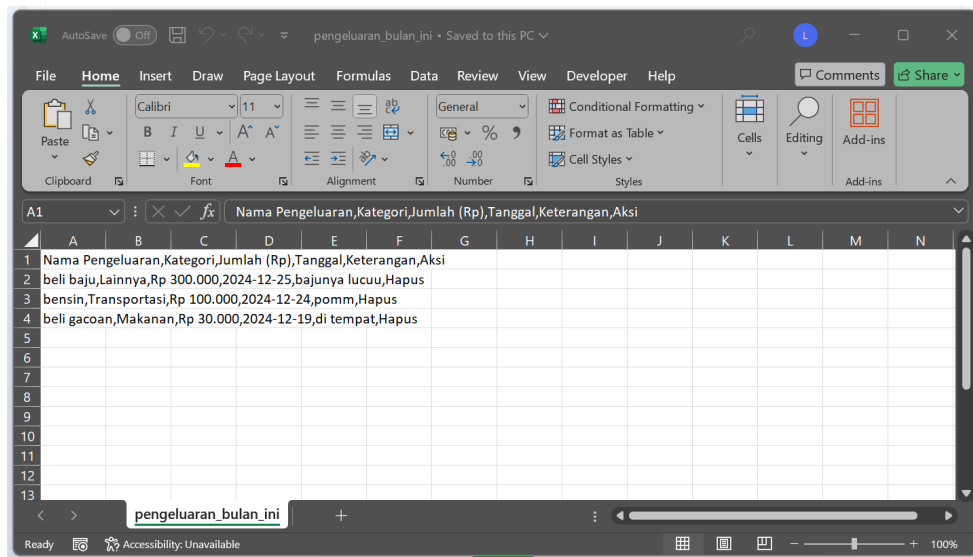 AutoSave Off pengeluaran_bulan_ini • Saved to this PC L
File Home Insert Draw Page Layout Formulas Data Review View Developer Help Comments Share
Calibri 11 General Conditional Formatting
Paste B I U A A % Format as Table Cells Editing Add-ins
Cell Styles
Clipboard Font Alignment Number Styles Add-ins
A1 fx Nama Pengeluaran,Kategori,Jumlah (Rp),Tanggal,Keterangan,Aksi
A B C D E F G H I J K L M N
1 Nama Pengeluaran,Kategori,Jumlah (Rp),Tanggal,Keterangan,Aksi
2 beli baju,Lainnya,Rp 300.000,2024-12-25,bajunya lucuu,Hapus
3 bensin,Transportasi,Rp 100.000,2024-12-24,pomm,Hapus
4 beli gacoan,Makanan,Rp 30.000,2024-12-19,di tempat,Hapus
5
6
7
8
9
10
11
12
13
pengeluaran_bulan_ini
Ready Accessibility: Unavailable 100%